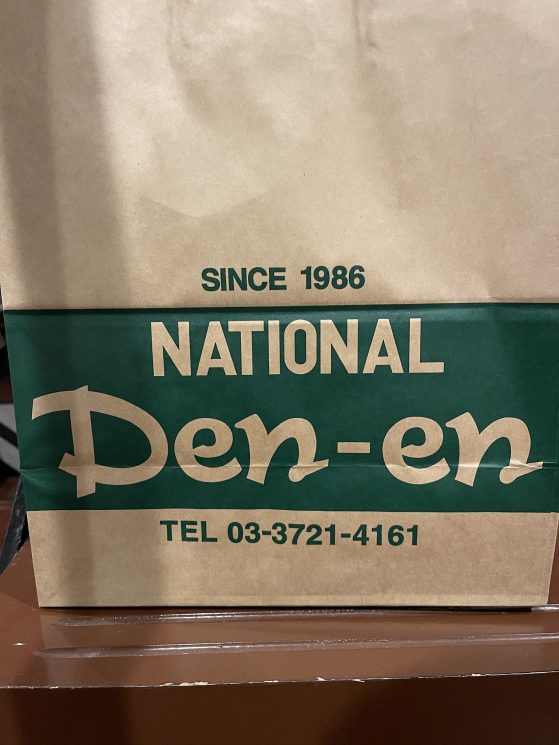 SINCE 1986
NATIONAL
Den-en
TEL 03-3721-4161